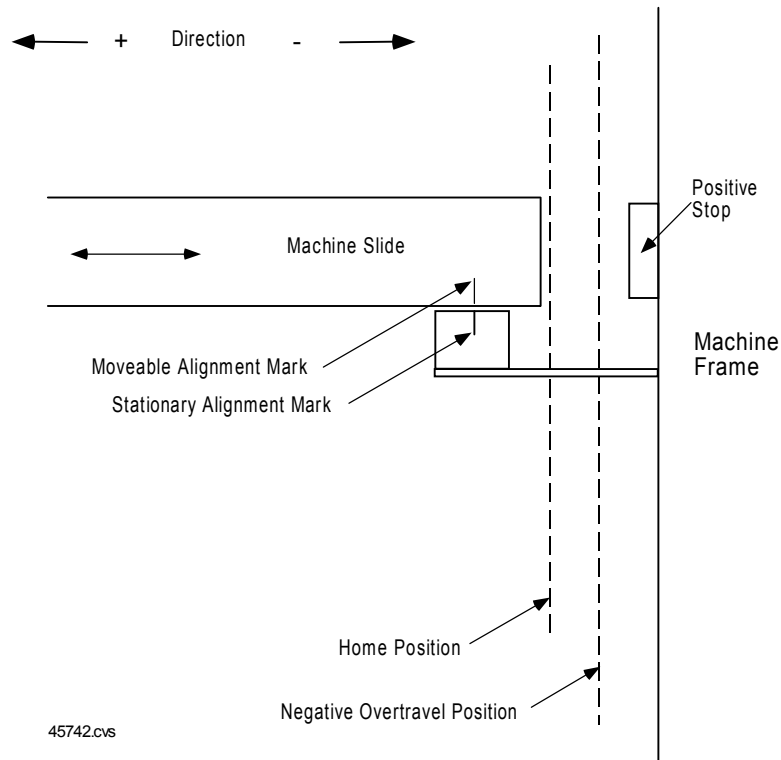 + Direction -
Positive
Stop
Machine Slide
Machine
Frame
Moveable Alignment Mark
Stationary Alignment Mark
Home Position
Negative Overtravel Position
45742.cvs